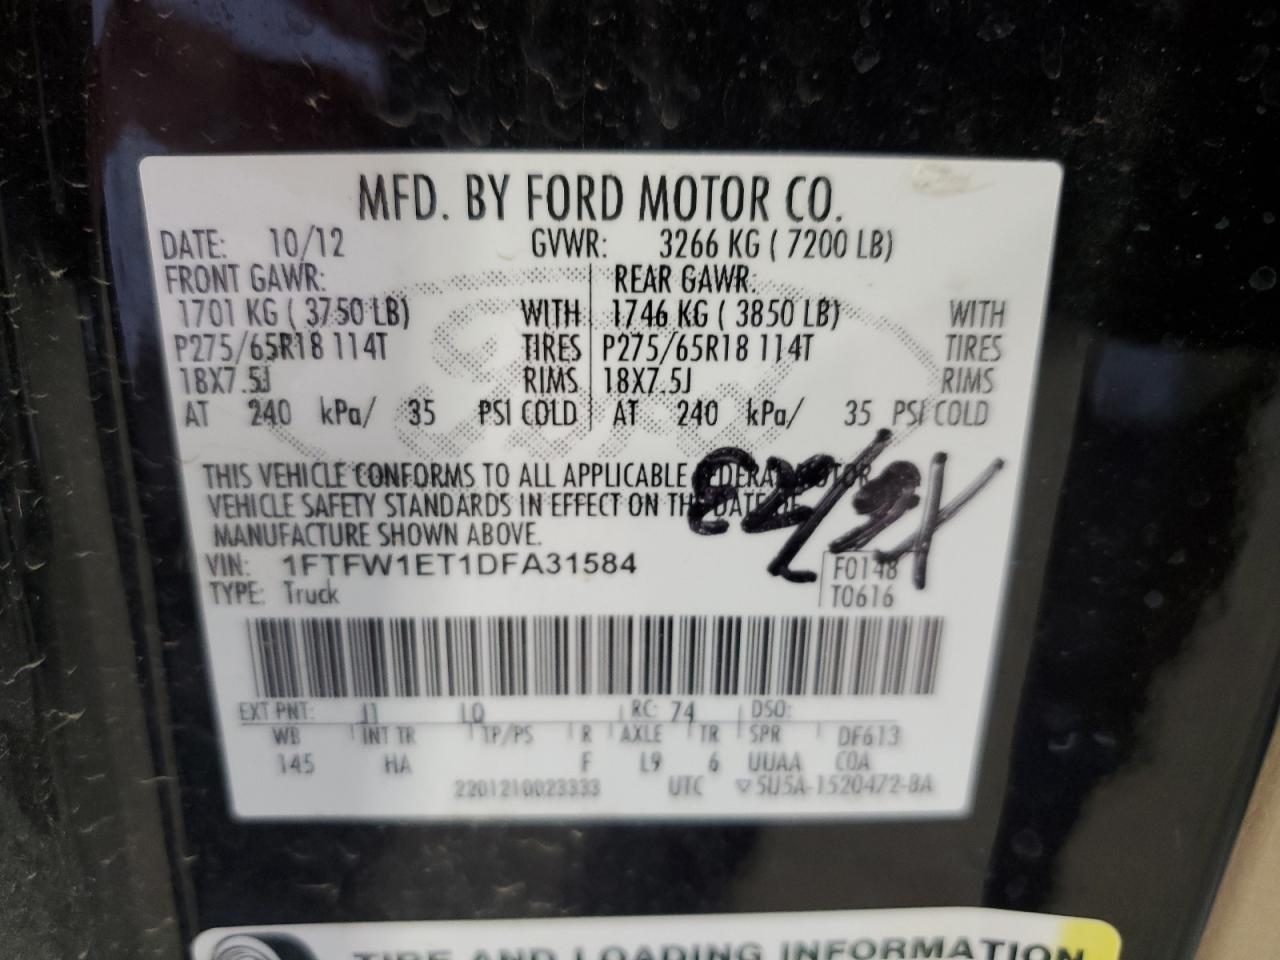 MFD. BY FORD MOTOR CO.
DATE: 10/12 GVWR: 3266 KG ( 7200 LB)
FRONT GAWR: REAR GAWR:
1701 KG ( 3750 LB) WITH 1746 KG ( 3850 LB) WITH
P275/65R18 114T TIRES P275/65R18 114T TIRES
18X7.5J RIMS 18X7.5J RIMS
AT 240 kPa/ 35 PSI COLD AT 240 kPa/ 35 PSI COLD
THIS VEHICLE CONFORMS TO ALL APPLICABLE FEDERAL MOTOR
VEHICLE SAFETY STANDARDS IN EFFECT ON THE DATE OF
MANUFACTURE SHOWN ABOVE.
VIN: 1FTFW1ET1DFA31584
F0148
TYPE: Truck T0616
EXT PNT: J1 LQ RC: 74 DSO:
WB INT TR TP/PS R AXLE TR SPR DF613
145 HA F L9 6 UUAA COA
2201210023333 UTC ▽5U5A-1520472-BA
TIRE AND LOADING INFORMATION